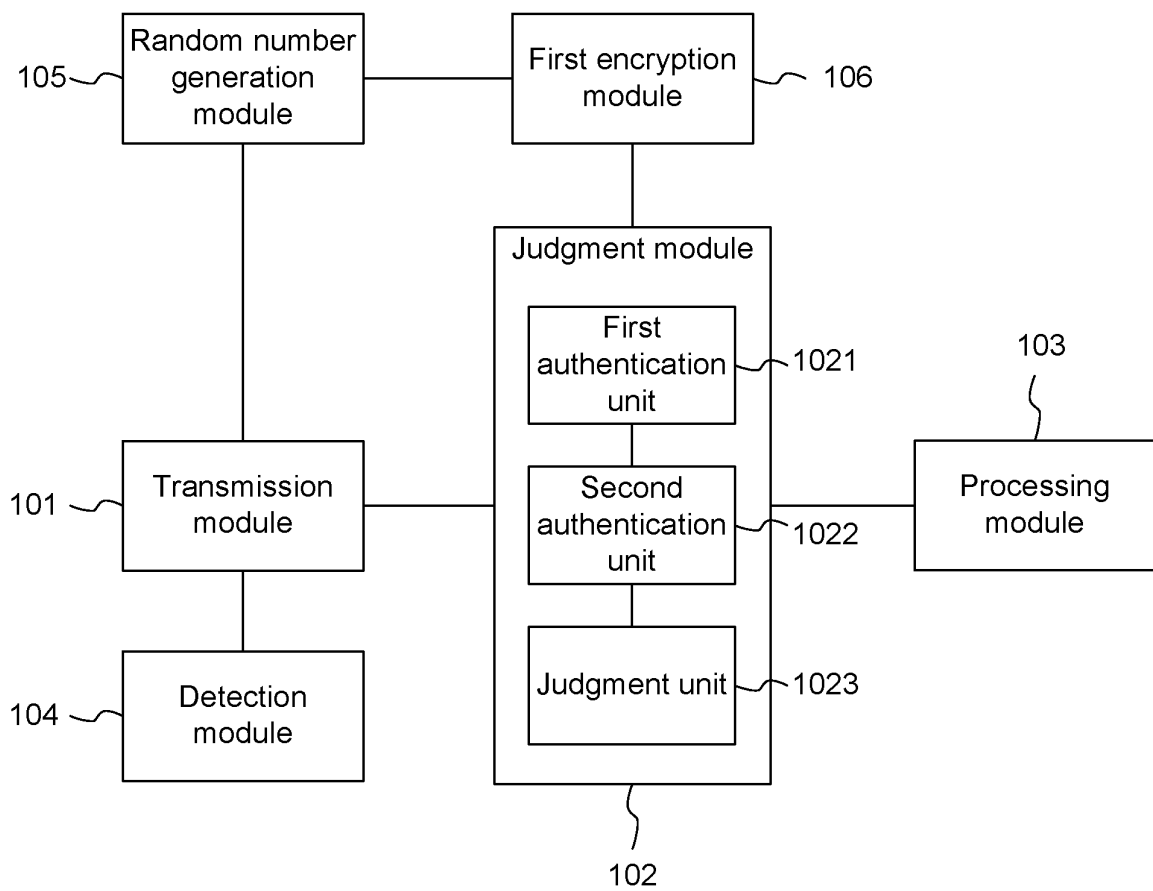 Random number
generation
module
105
First encryption
module
106
Judgment module
First
authentication
unit
1021
103
Transmission
module
101
Second
authentication
unit
1022
Processing
module
Detection
module
104
Judgment unit
1023
102